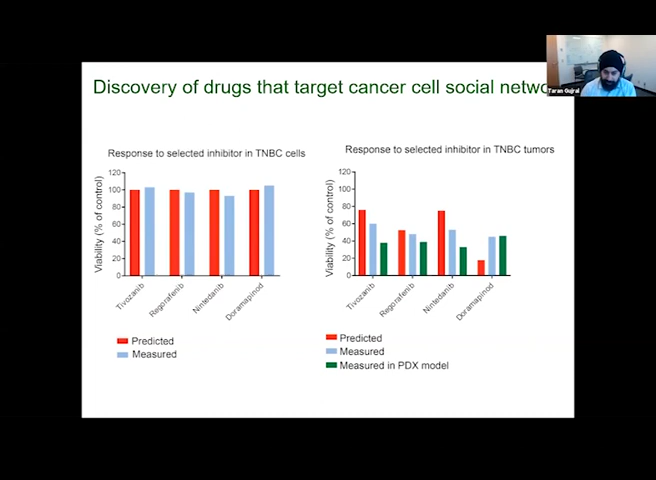 Discovery of drugs that target cancer cell social netwo
Taran Gujral
Response to selected inhibitor in TNBC cells
Viability (% of control)
120
100
80
60
40
20
0
Tivozanib
Regorafenib
Nintedanib
Doramapinod
Predicted
Measured
Response to selected inhibitor in TNBC tumors
Viability (% of control)
120
100
80
60
40
20
0
Tivozanib
Regorafenib
Nintedanib
Doramapinod
Predicted
Measured
Measured in PDX model